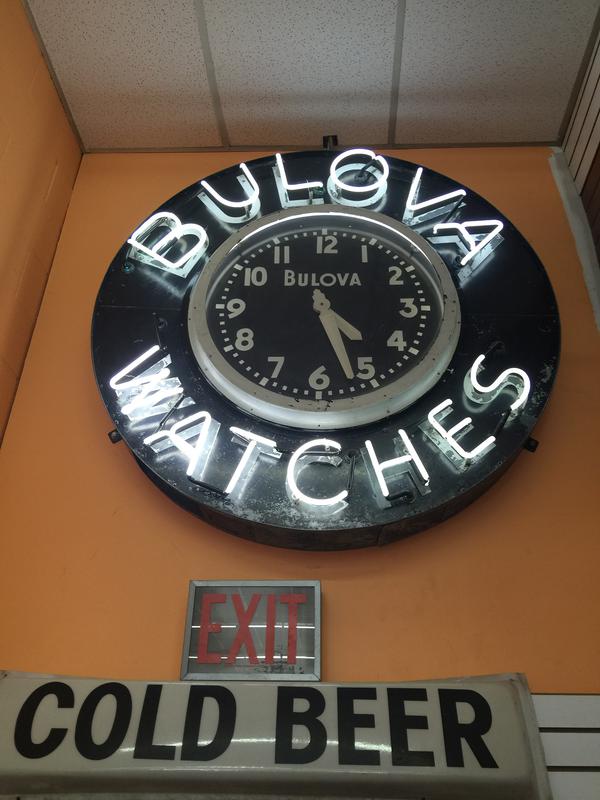 BULOVA
11 12 1
10 BULOVA 2
9 3
8 4
7 6 5
WATCHES
EXIT
COLD BEER